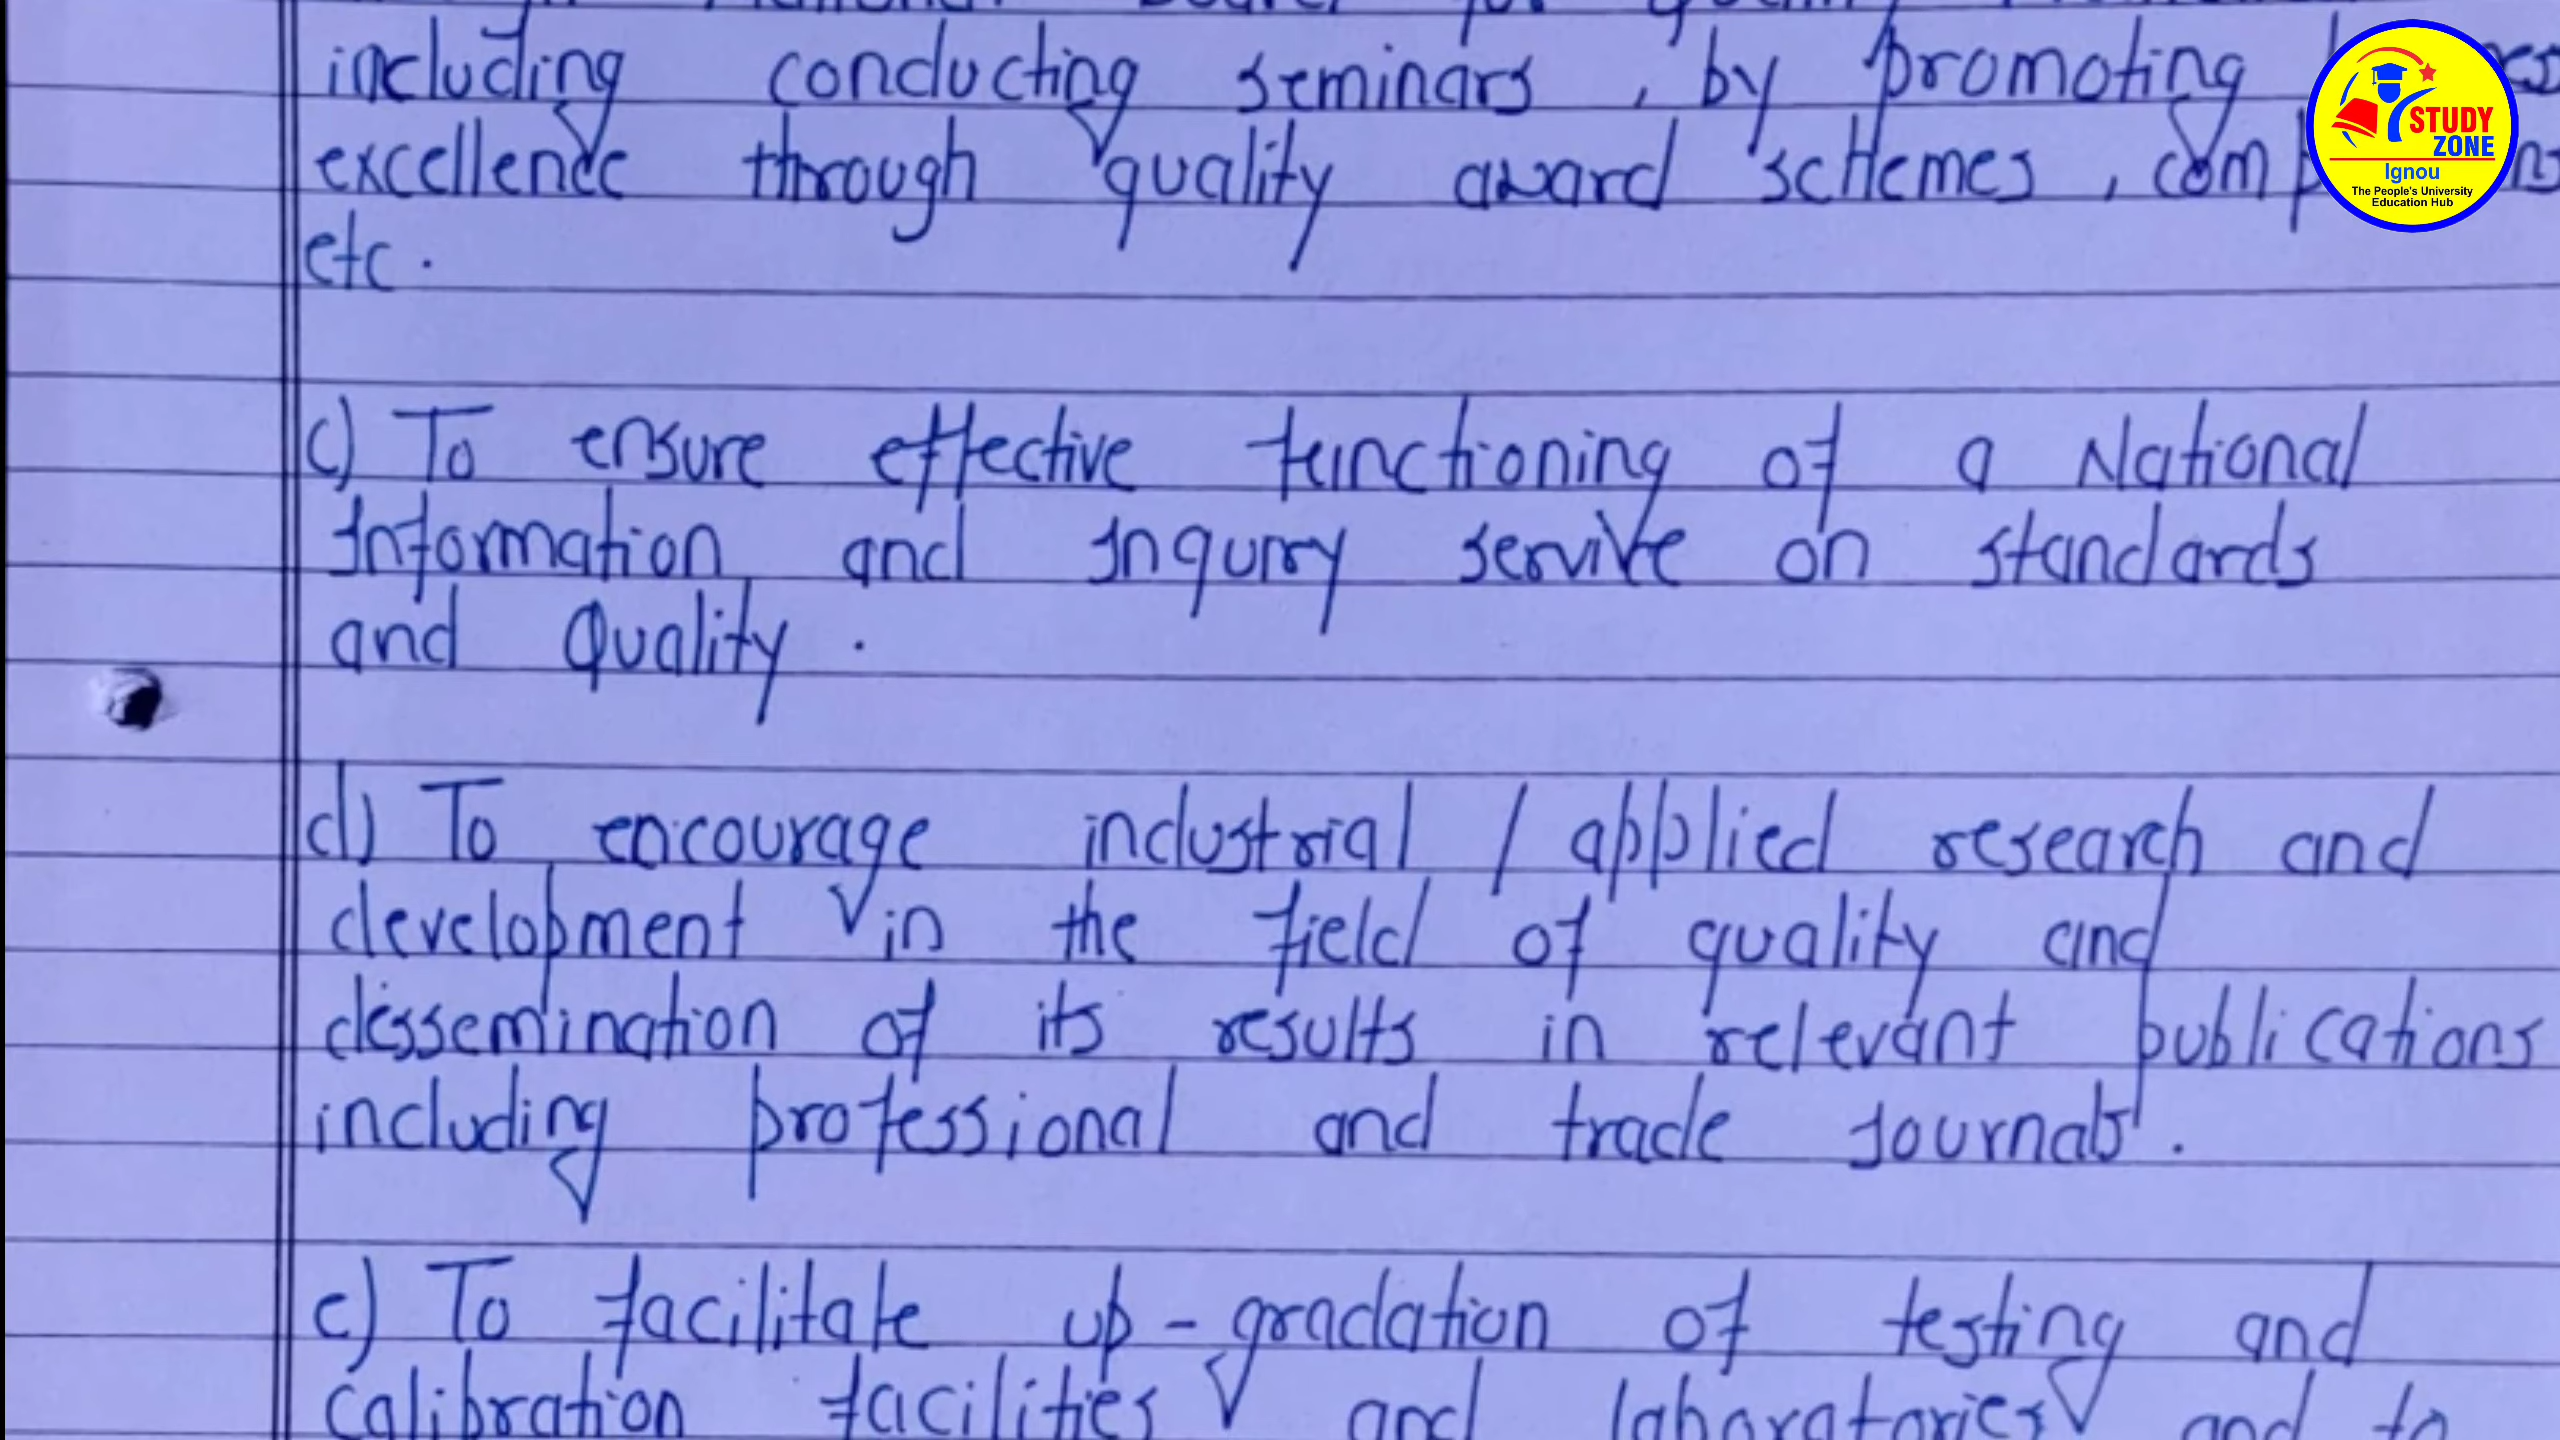 including conducting seminars , by promoting
excellence through quality award schemes ,
etc .
c) To ensure effective functioning of a National
Information and Inqurry service on standards
and Quality .
d) To encourage industrial / applied research and
development in the field of quality and
dessemination of its results in relevant publications
including professional and trade Journals .
e) To facilitate up - gradation of testing and
calibration facilities and laboratories and to
STUDY
ZONE
Ignou
The People's University
Education Hub